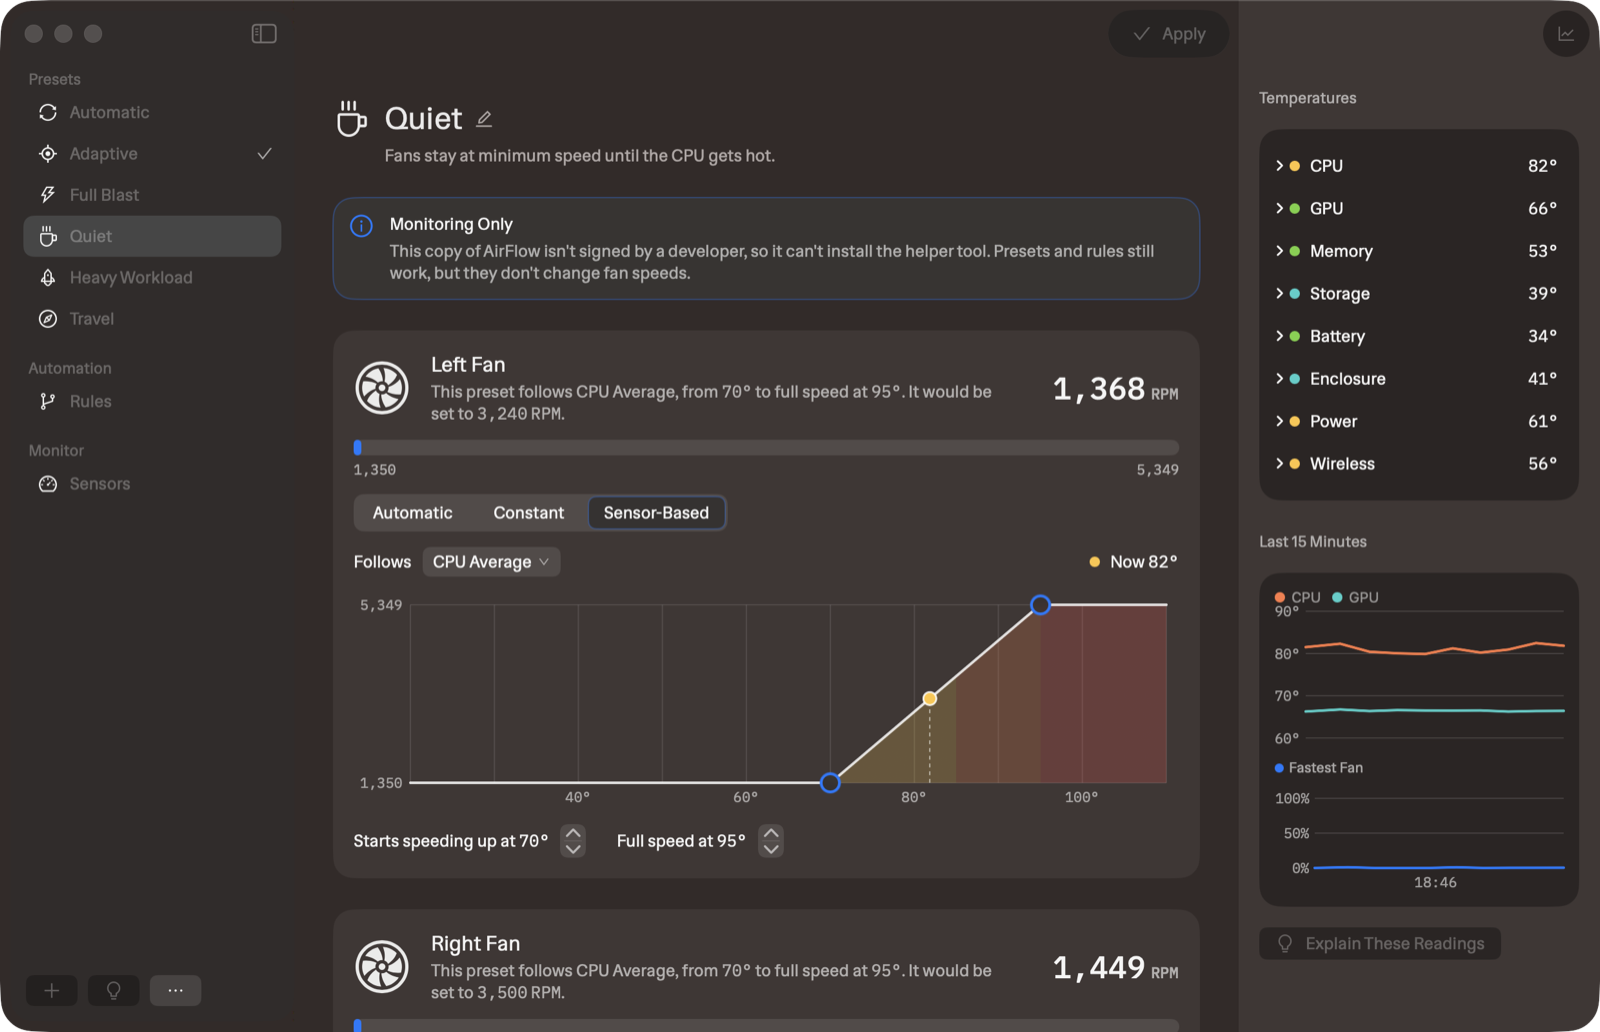 Presets
Automatic
Adaptive
Full Blast
Quiet
Heavy Workload
Travel
Automation
Rules
Monitor
Sensors
Apply
Quiet
Fans stay at minimum speed until the CPU gets hot.
Monitoring Only
This copy of AirFlow isn't signed by a developer, so it can't install the helper tool. Presets and rules still
work, but they don't change fan speeds.
Left Fan
This preset follows CPU Average, from 70° to full speed at 95°. It would be
set to 3,240 RPM.
1,368 RPM
1,350 5,349
Automatic Constant Sensor-Based
Follows CPU Average Now 82°
5,349
1,350
40° 60° 80° 100°
Starts speeding up at 70° Full speed at 95°
Right Fan
This preset follows CPU Average, from 70° to full speed at 95°. It would be
set to 3,500 RPM.
1,449 RPM
Temperatures
CPU 82°
GPU 66°
Memory 53°
Storage 39°
Battery 34°
Enclosure 41°
Power 61°
Wireless 56°
Last 15 Minutes
CPU GPU
90°
80°
70°
60°
Fastest Fan
100%
50%
0%
18:46
Explain These Readings